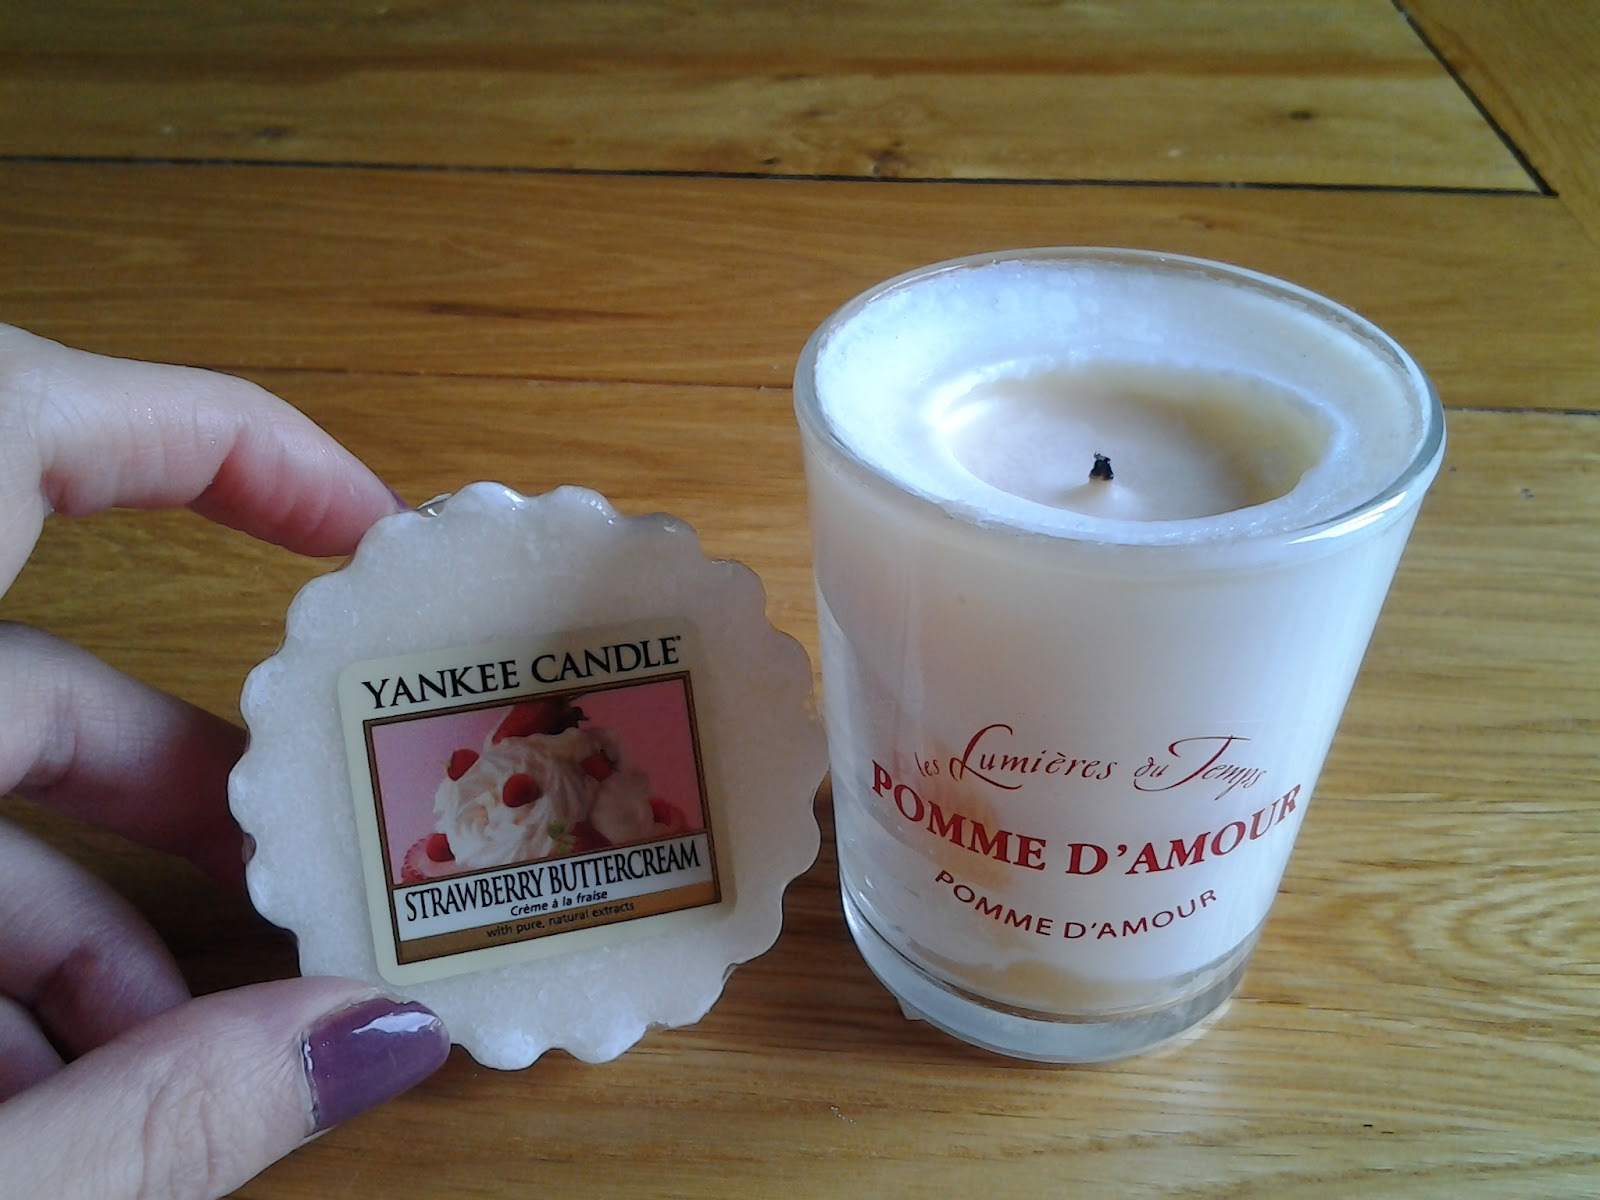 YANKEE CANDLE®
STRAWBERRY BUTTERCREAM
Crème à la fraise
with pure, natural extracts
les Lumières du Temps
POMME D'AMOUR
POMME D'AMOUR